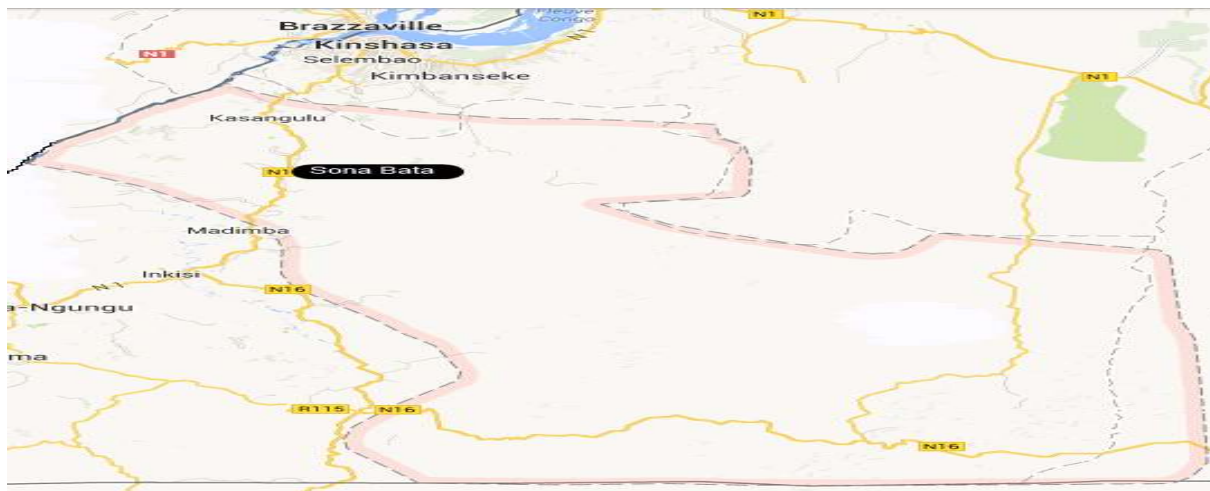 N1
Fleuve
Congo
Brazzaville
N1
N1
Kinshasa
Selembao
Kimbanseke
N1
Kasangulu
N1
Sona Bata
Madimba
Inkisi
N1
N16
a-Ngungu
ma
R115
N16
N16